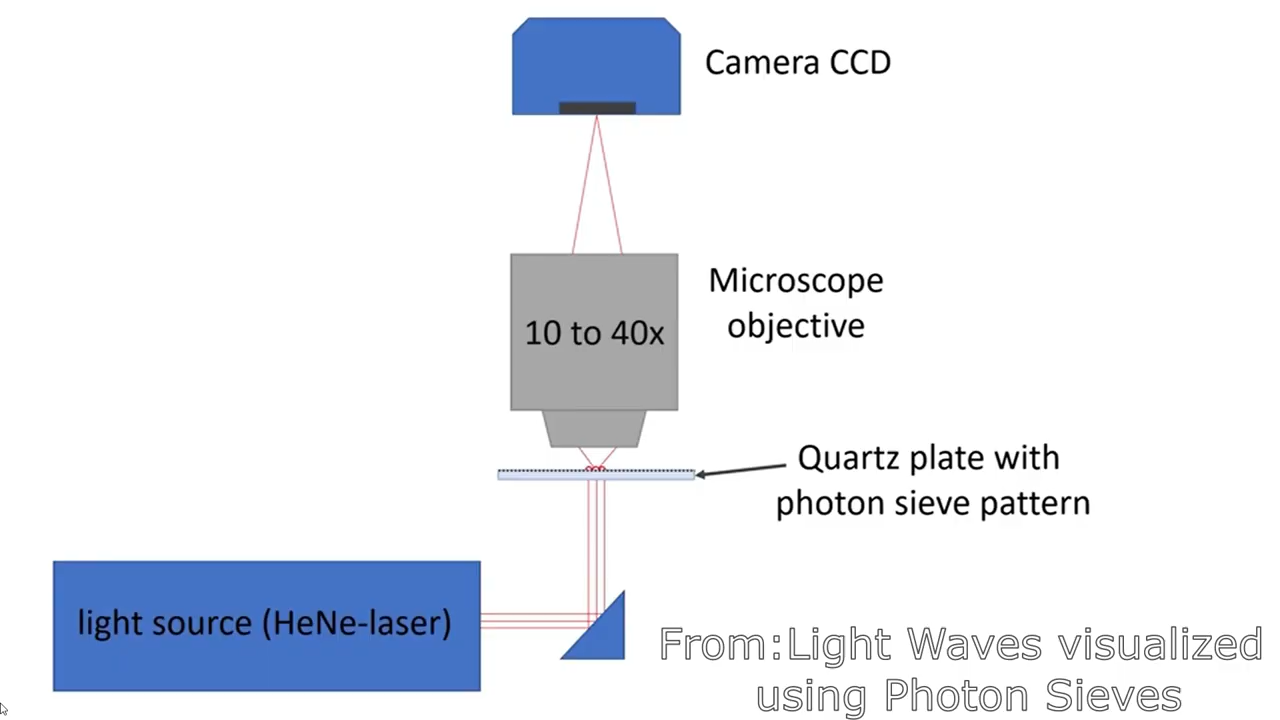 Camera CCD
Microscope
objective
10 to 40x
Quartz plate with
photon sieve pattern
light source (HeNe-laser)
From:Light Waves visualized
using Photon Sieves